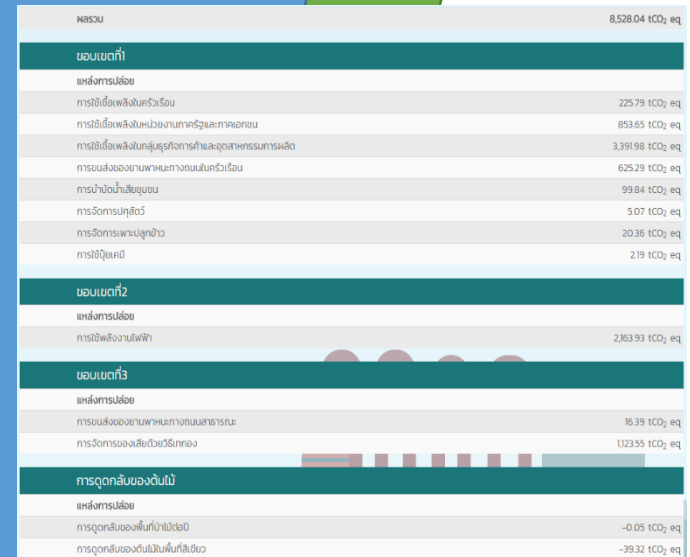 ผลรวม 8,528.04 tCO₂ eq
ขอบเขตที่1
แหล่งการปล่อย
การใช้เชื้อเพลิงในครัวเรือน 225.79 tCO₂ eq
การใช้เชื้อเพลิงในหน่วยงานภาครัฐและภาคเอกชน 853.65 tCO₂ eq
การใช้เชื้อเพลิงในกลุ่มธุรกิจการค้าและอุตสาหกรรมการผลิต 3,391.98 tCO₂ eq
การขนส่งของยานพาหนะทางถนนในครัวเรือน 625.29 tCO₂ eq
การบำบัดน้ำเสียชุมชน 99.84 tCO₂ eq
การจัดการปศุสัตว์ 5.07 tCO₂ eq
การจัดการเพาะปลูกข้าว 20.36 tCO₂ eq
การใช้ปุ๋ยเคมี 2.19 tCO₂ eq
ขอบเขตที่2
แหล่งการปล่อย
การใช้พลังงานไฟฟ้า 2,163.93 tCO₂ eq
ขอบเขตที่3
แหล่งการปล่อย
การขนส่งของยานพาหนะทางถนนสาธารณะ 16.39 tCO₂ eq
การจัดการของเสียด้วยวิธีเทกอง 1,123.55 tCO₂ eq
การดูดกลับของต้นไม้
แหล่งการปล่อย
การดูดกลับของพื้นที่ป่าไม้ต่อปี -0.05 tCO₂ eq
การดูดกลับของต้นไม้ในพื้นที่สีเขียว -39.32 tCO₂ eq